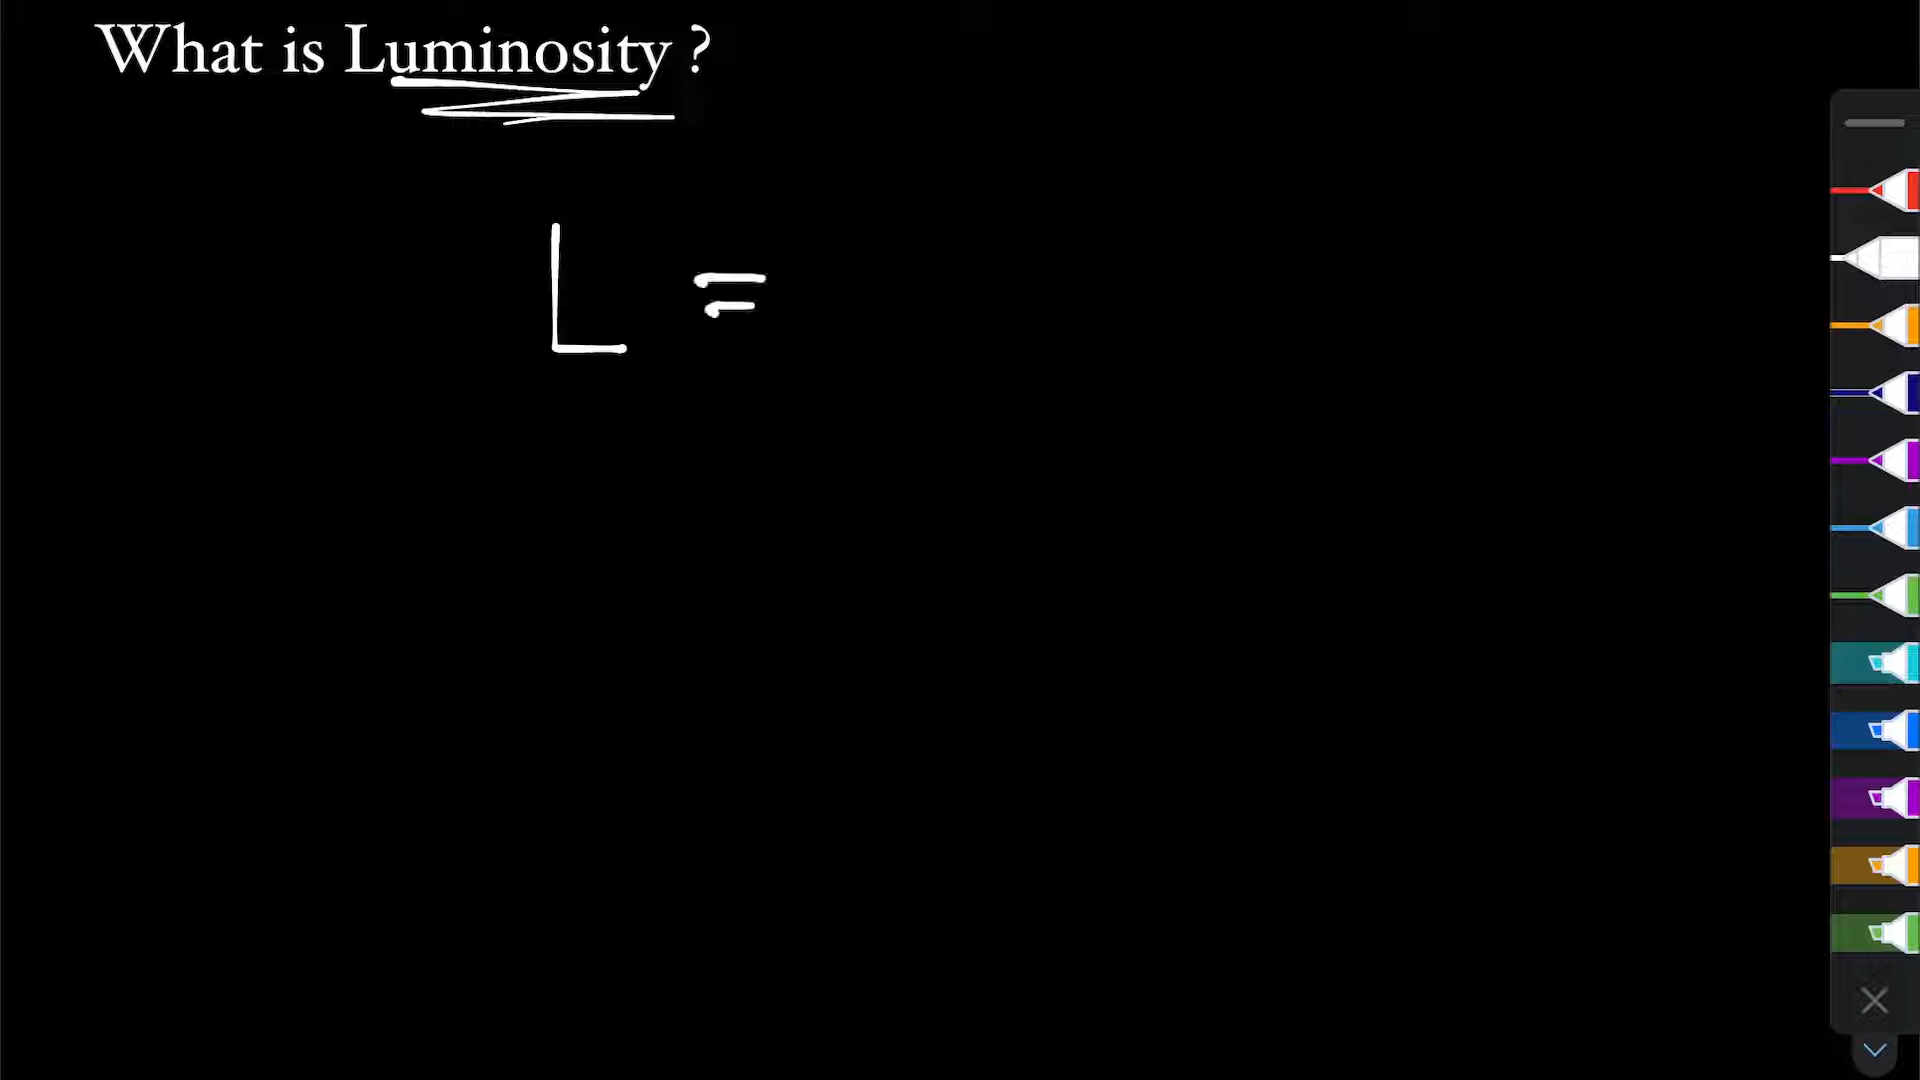 What is Luminosity ?
L =